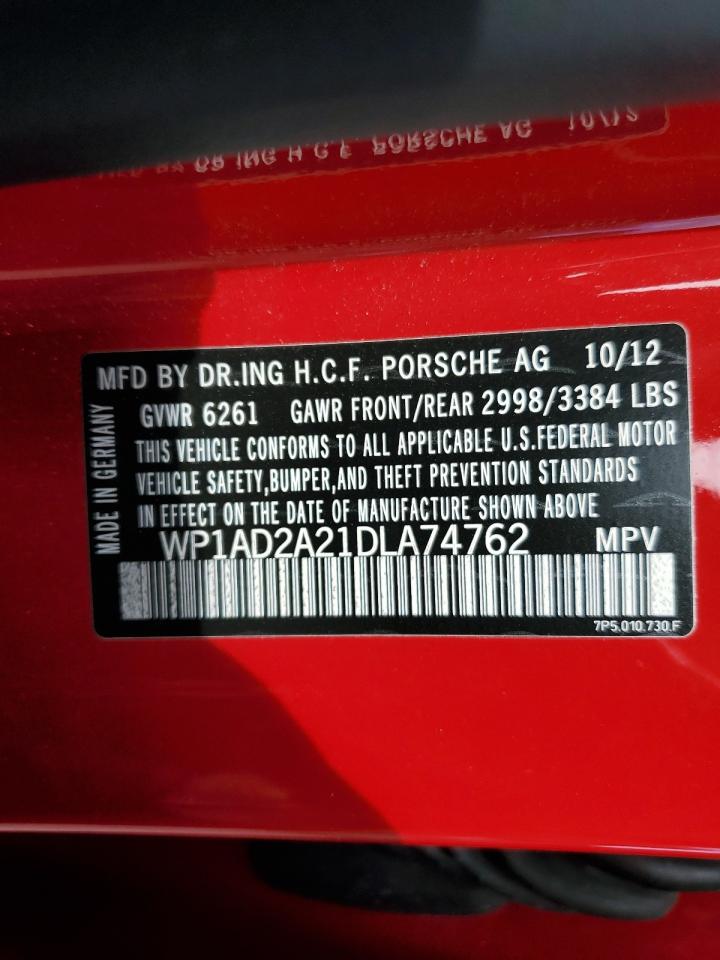 MFD BY DR.ING H.C.F. PORSCHE AG 10/12
GVWR 6261 GAWR FRONT/REAR 2998/3384 LBS
THIS VEHICLE CONFORMS TO ALL APPLICABLE U.S.FEDERAL MOTOR
VEHICLE SAFETY,BUMPER,AND THEFT PREVENTION STANDARDS
IN EFFECT ON THE DATE OF MANUFACTURE SHOWN ABOVE
WP1AD2A21DLA74762 MPV
7P5.010.730.F
MADE IN GERMANY